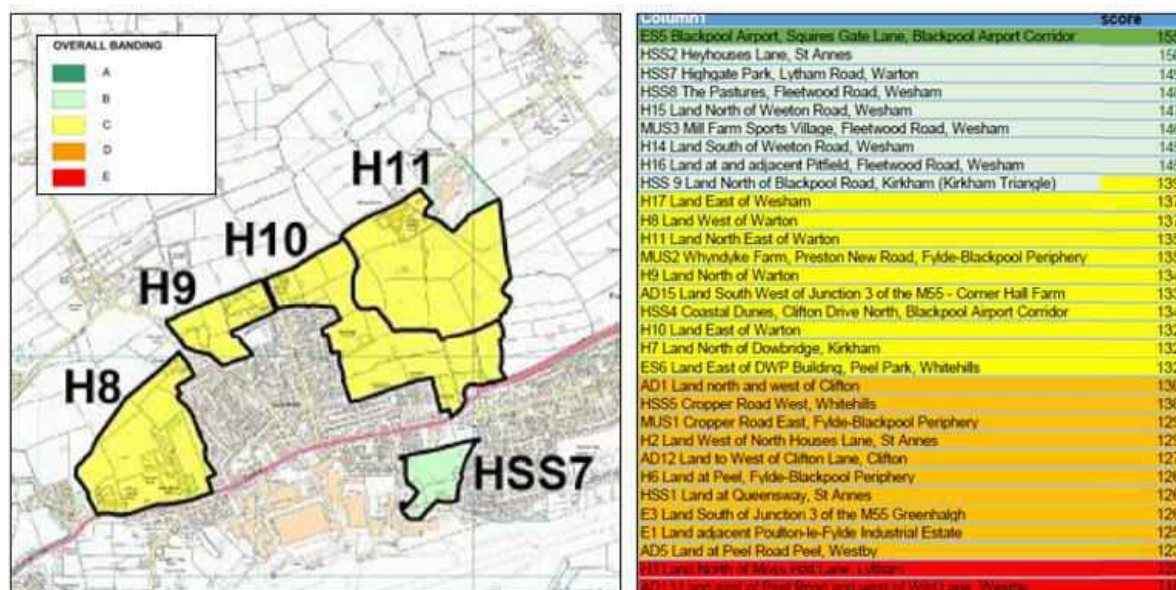 OVERALL BANDING
A
B
C
D
E
H11
H10
H9
H8
HSS7
Column1 score
ES5 Blackpool Airport, Squires Gate Lane, Blackpool Airport Corridor
HSS2 Heyhouses Lane, St Annes
HSS7 Highgate Park, Lytham Road, Warton
HSS8 The Pastures, Fleetwood Road, Wesham
H15 Land North of Weeton Road, Wesham
MUS3 Mill Farm Sports Village, Fleetwood Road, Wesham
H14 Land South of Weeton Road, Wesham
H16 Land at and adjacent Pitfield, Fleetwood Road, Wesham
HSS 9 Land North of Blackpool Road, Kirkham (Kirkham Triangle)
H17 Land East of Wesham
H8 Land West of Warton
H11 Land North East of Warton
MUS2 Whyndyke Farm, Preston New Road, Fylde-Blackpool Periphery
H9 Land North of Warton
AD15 Land South West of Junction 3 of the M55 - Corner Hall Farm
HSS4 Coastal Dunes, Clifton Drive North, Blackpool Airport Corridor
H10 Land East of Warton
H7 Land North of Dowbridge, Kirkham
ES6 Land East of DWP Building, Peel Park, Whitehills
AD1 Land north and west of Clifton
HSS5 Cropper Road West, Whitehills
MUS1 Cropper Road East, Fylde-Blackpool Periphery
H2 Land West of North Houses Lane, St Annes
AD12 Land to West of Clifton Lane, Clifton
H6 Land at Peel, Fylde-Blackpool Periphery
HSS1 Land at Queensway, St Annes
E3 Land South of Junction 3 of the M55 Greenhalgh
E1 Land adjacent Poulton-le-Fylde Industrial Estate
AD5 Land at Peel Road Peel, Westby
H3 Land North of Moss Hall Lane, Lytham